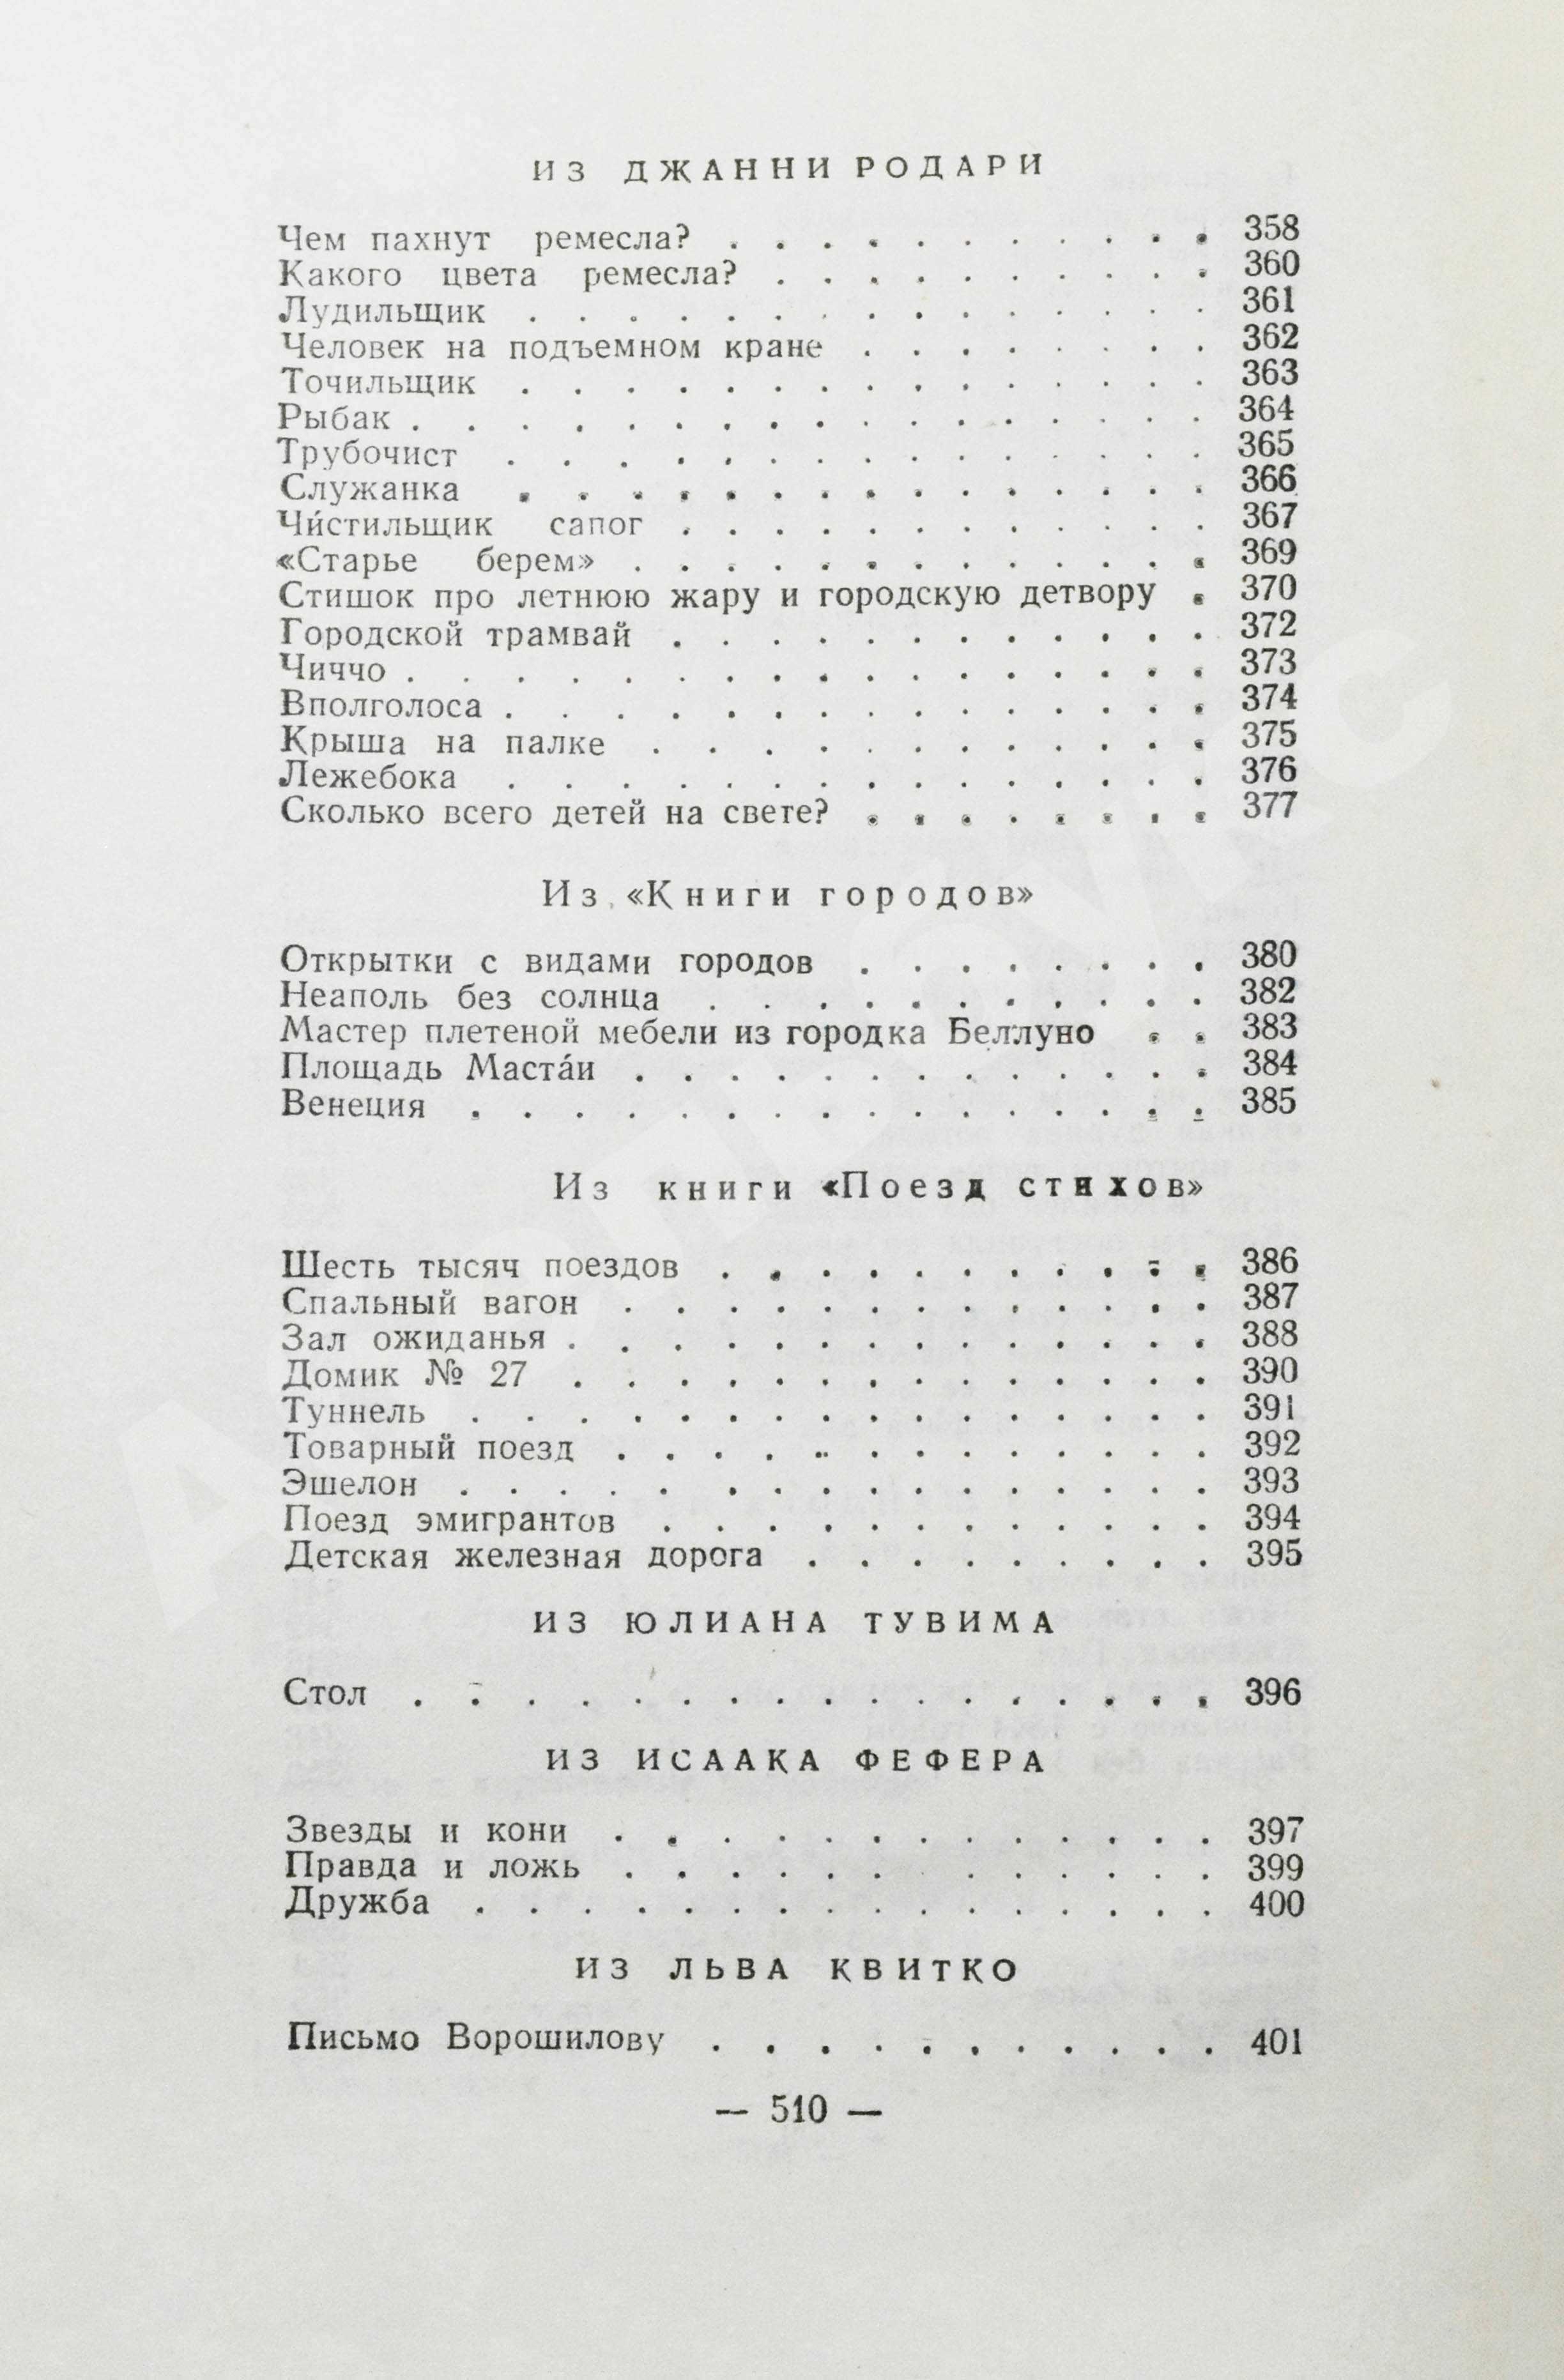 ИЗ ДЖАННИ РОДАРИ
Чем пахнут ремесла? . . . . . . . . . . . 358
Какого цвета ремесла? . . . . . . . . . . 360
Лудильщик . . . . . . . . . . . . . . 361
Человек на подъемном кране . . . . . . . . 362
Точильщик . . . . . . . . . . . . . . 363
Рыбак . . . . . . . . . . . . . . . . 364
Трубочист . . . . . . . . . . . . . . 365
Служанка . . . . . . . . . . . . . . 366
Чи́стильщик сапог . . . . . . . . . . . . 367
«Старье берем» . . . . . . . . . . . . . 369
Стишок про летнюю жару и городскую детвору . 370
Городской трамвай . . . . . . . . . . . . 372
Чиччо . . . . . . . . . . . . . . . . 373
Вполголоса . . . . . . . . . . . . . . 374
Крыша на палке . . . . . . . . . . . . 375
Лежебока . . . . . . . . . . . . . . 376
Сколько всего детей на свете? . . . . . . . . 377
Из «Книги городов»
Открытки с видами городов . . . . . . . . 380
Неаполь без солнца . . . . . . . . . . . 382
Мастер плетеной мебели из городка Беллуно . . 383
Площадь Маста́и . . . . . . . . . . . . . 384
Венеция . . . . . . . . . . . . . . . 385
Из книги «Поезд стихов»
Шесть тысяч поездов . . . . . . . . . . . 386
Спальный вагон . . . . . . . . . . . . . 387
Зал ожиданья . . . . . . . . . . . . . . 388
Домик № 27 . . . . . . . . . . . . . . 390
Туннель . . . . . . . . . . . . . . . 391
Товарный поезд . . . . . . . . . . . . . 392
Эшелон . . . . . . . . . . . . . . . 393
Поезд эмигрантов . . . . . . . . . . . . 394
Детская железная дорога . . . . . . . . . 395
ИЗ ЮЛИАНА ТУВИМА
Стол . . . . . . . . . . . . . . . . 396
ИЗ ИСААКА ФЕФЕРА
Звезды и кони . . . . . . . . . . . . . 397
Правда и ложь . . . . . . . . . . . . . 399
Дружба . . . . . . . . . . . . . . . 400
ИЗ ЛЬВА КВИТКО
Письмо Ворошилову . . . . . . . . . . . 401
— 510 —